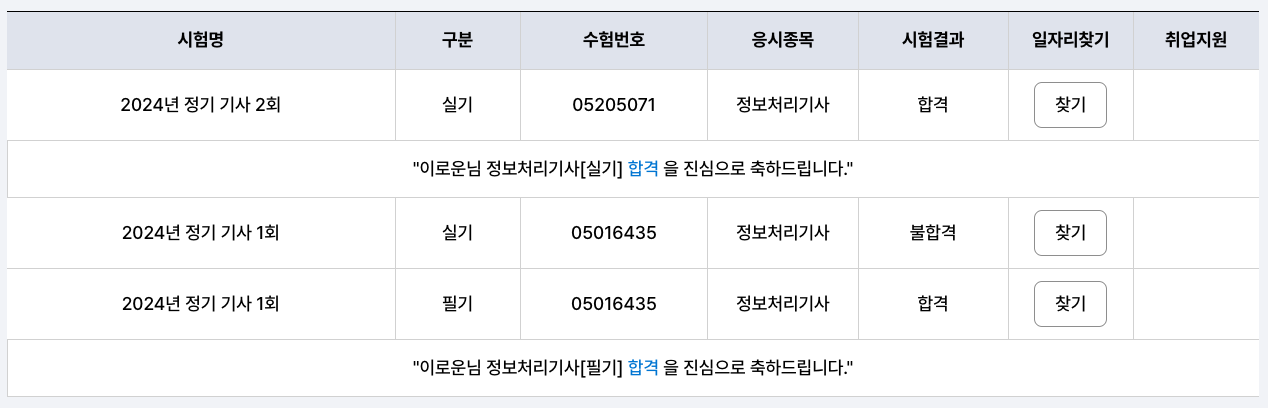 시험명 구분 수험번호 응시종목 시험결과 일자리찾기 취업지원
2024년 정기 기사 2회 실기 05205071 정보처리기사 합격 찾기
"이로운님 정보처리기사[실기] 합격 을 진심으로 축하드립니다."
2024년 정기 기사 1회 실기 05016435 정보처리기사 불합격 찾기
2024년 정기 기사 1회 필기 05016435 정보처리기사 합격 찾기
"이로운님 정보처리기사[필기] 합격 을 진심으로 축하드립니다."